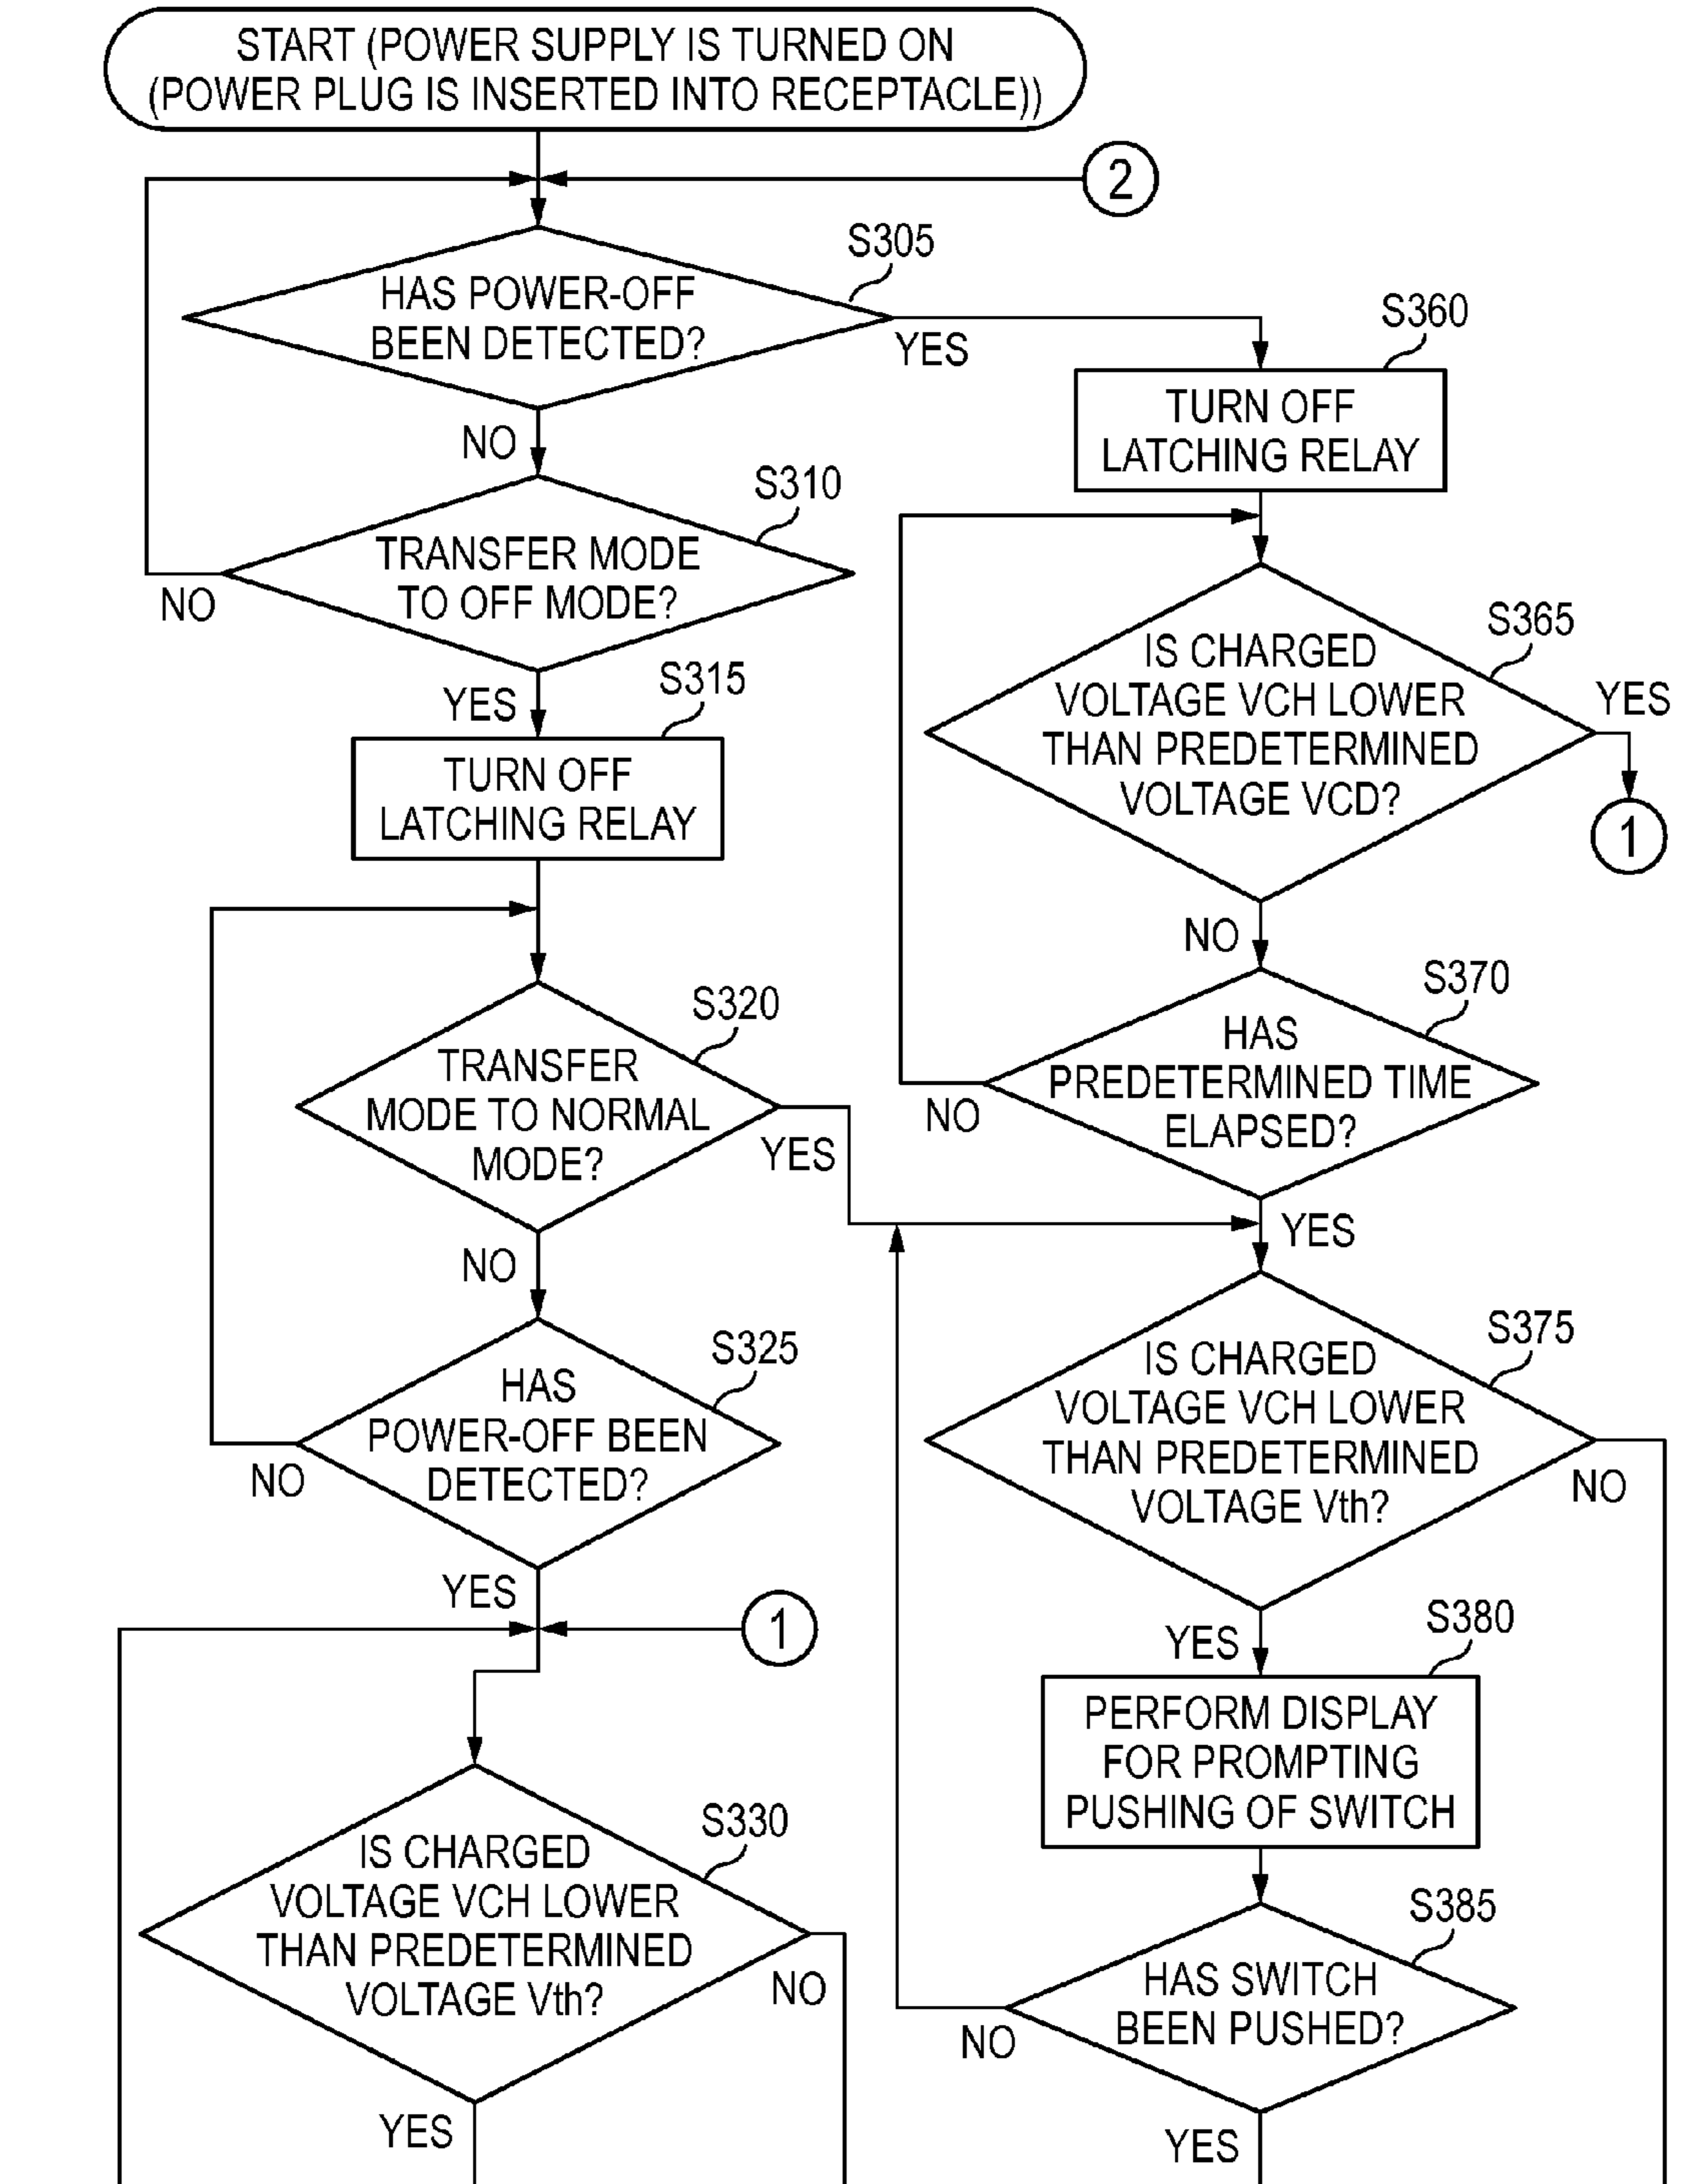 START (POWER SUPPLY IS TURNED ON
(POWER PLUG IS INSERTED INTO RECEPTACLE))
2
S305
HAS POWER-OFF
BEEN DETECTED?
YES
NO
S310
TRANSFER MODE
TO OFF MODE?
NO
YES
S315
TURN OFF
LATCHING RELAY
S320
TRANSFER
MODE TO NORMAL
MODE?
YES
NO
S325
HAS
POWER-OFF BEEN
DETECTED?
NO
YES
1
S330
IS CHARGED
VOLTAGE VCH LOWER
THAN PREDETERMINED
VOLTAGE Vth?
NO
YES
S360
TURN OFF
LATCHING RELAY
S365
IS CHARGED
VOLTAGE VCH LOWER
THAN PREDETERMINED
VOLTAGE VCD?
YES
1
NO
S370
HAS
PREDETERMINED TIME
ELAPSED?
NO
YES
S375
IS CHARGED
VOLTAGE VCH LOWER
THAN PREDETERMINED
VOLTAGE Vth?
NO
YES
S380
PERFORM DISPLAY
FOR PROMPTING
PUSHING OF SWITCH
S385
HAS SWITCH
BEEN PUSHED?
NO
YES